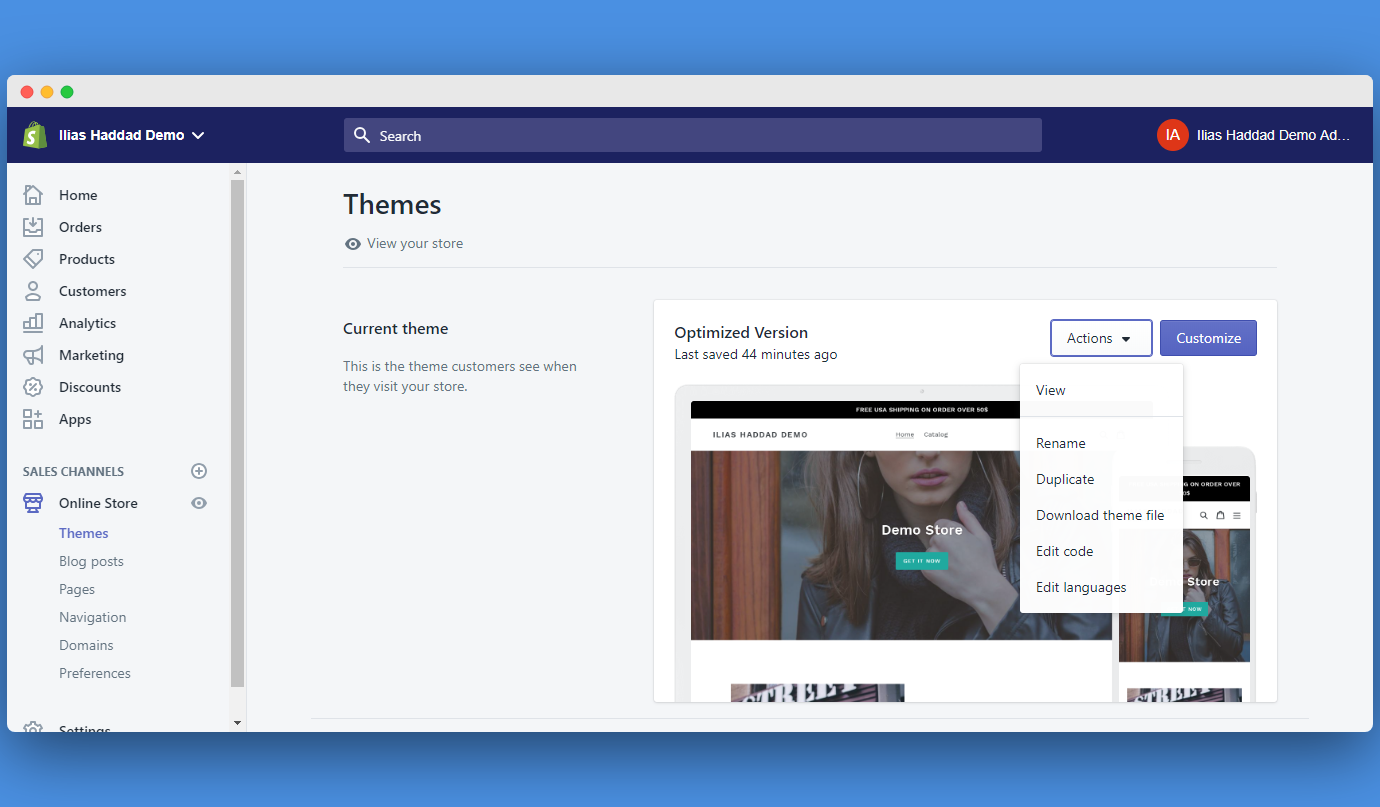 Ilias Haddad Demo
Search
IA
Ilias Haddad Demo Ad...
Home
Orders
Products
Customers
Analytics
Marketing
Discounts
Apps
SALES CHANNELS
Online Store
Themes
Blog posts
Pages
Navigation
Domains
Preferences
Settings
Themes
View your store
Current theme
This is the theme customers see when
they visit your store.
Optimized Version
Last saved 44 minutes ago
Actions
Customize
View
Rename
Duplicate
Download theme file
Edit code
Edit languages
FREE USA SHIPPING ON ORDER OVER 50$
ILIAS HADDAD DEMO
Home Catalog
Demo Store
GET IT NOW
STREET
SHIPPING ON ORDER OVER
0$
Store
NOW
STREET